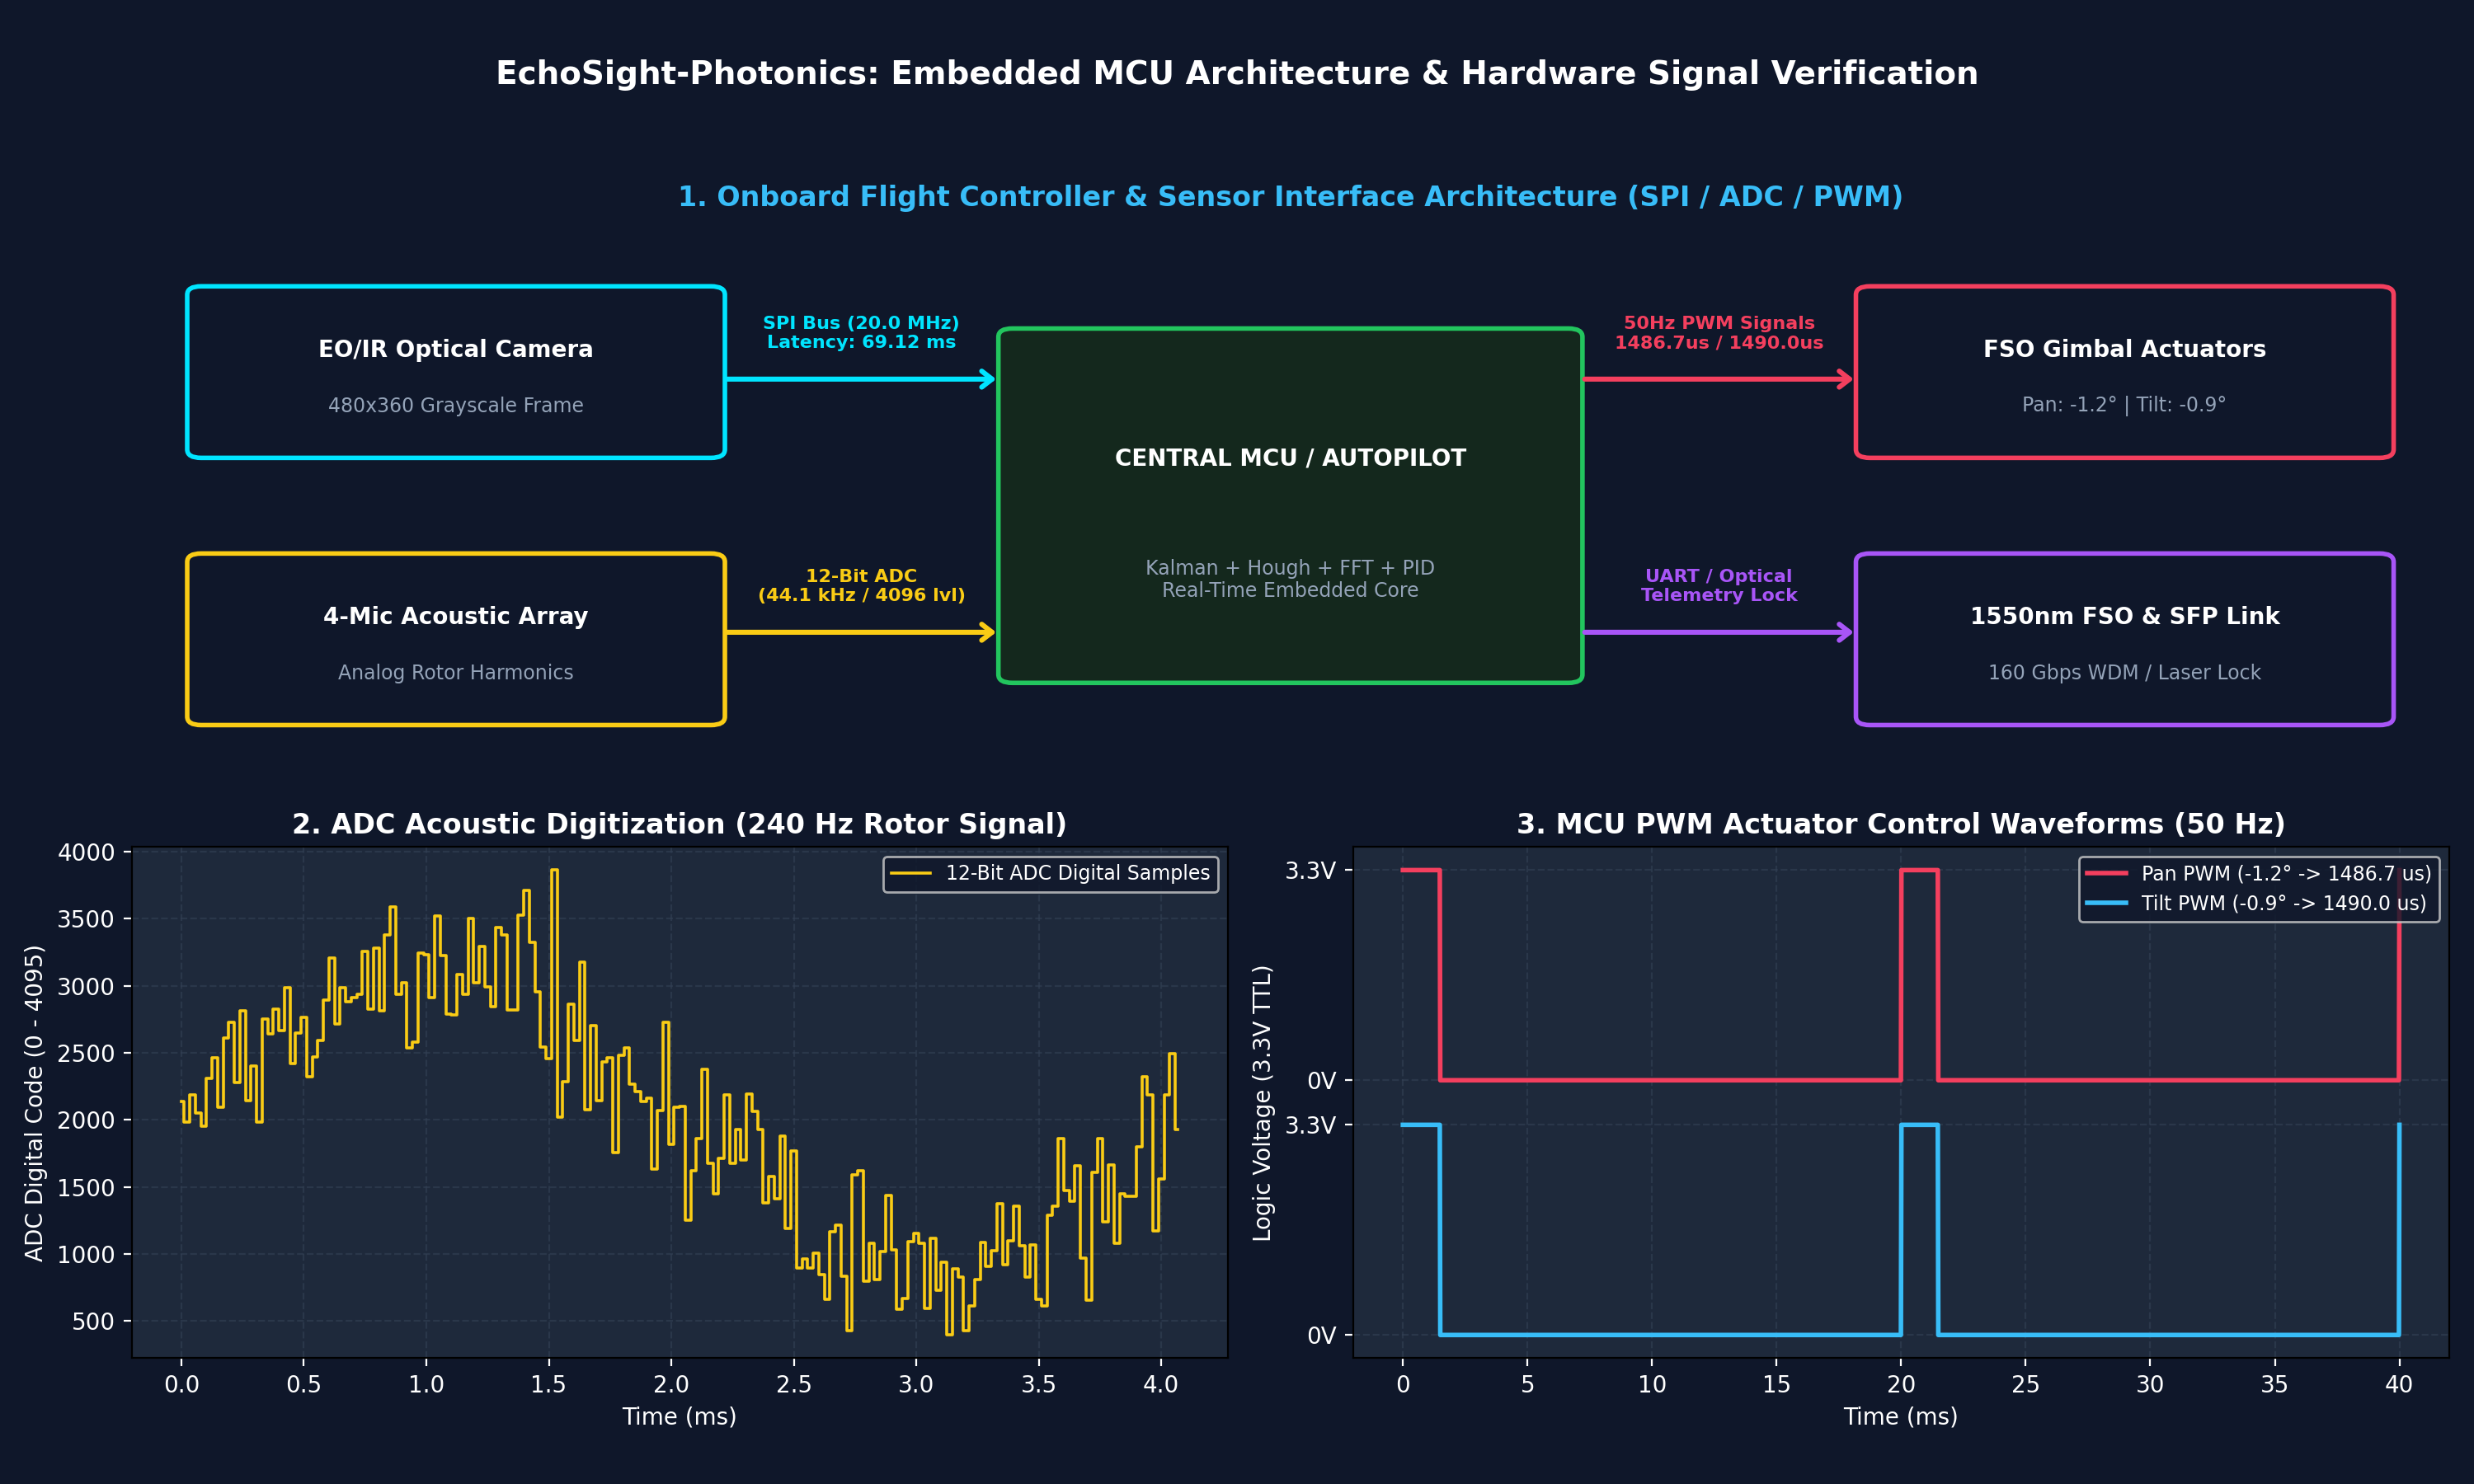 EchoSight-Photonics: Embedded MCU Architecture & Hardware Signal Verification
1. Onboard Flight Controller & Sensor Interface Architecture (SPI / ADC / PWM)
EO/IR Optical Camera
480x360 Grayscale Frame
SPI Bus (20.0 MHz)
Latency: 69.12 ms
50Hz PWM Signals
1486.7us / 1490.0us
FSO Gimbal Actuators
Pan: -1.2° | Tilt: -0.9°
CENTRAL MCU / AUTOPILOT
Kalman + Hough + FFT + PID
Real-Time Embedded Core
4-Mic Acoustic Array
Analog Rotor Harmonics
12-Bit ADC
(44.1 kHz / 4096 lvl)
UART / Optical
Telemetry Lock
1550nm FSO & SFP Link
160 Gbps WDM / Laser Lock
2. ADC Acoustic Digitization (240 Hz Rotor Signal)
ADC Digital Code (0 - 4095)
4000
3500
3000
2500
2000
1500
1000
500
12-Bit ADC Digital Samples
0.0 0.5 1.0 1.5 2.0 2.5 3.0 3.5 4.0
Time (ms)
3. MCU PWM Actuator Control Waveforms (50 Hz)
Logic Voltage (3.3V TTL)
3.3V
0V
3.3V
0V
Pan PWM (-1.2° -> 1486.7 us)
Tilt PWM (-0.9° -> 1490.0 us)
0 5 10 15 20 25 30 35 40
Time (ms)